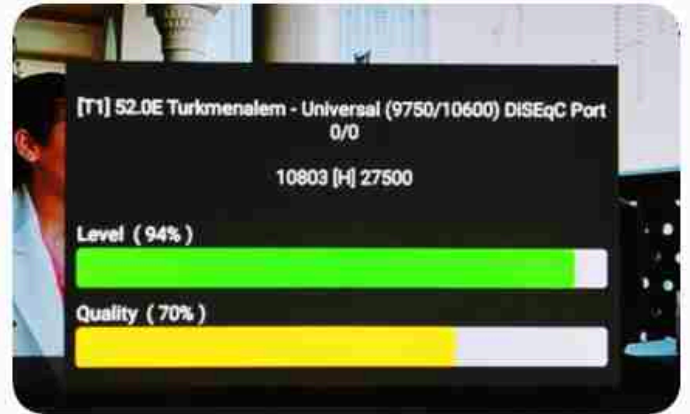 [T1] 52.0E Turkmenalem - Universal (9750/10600) DiSEqC Port
0/0
10803 [H] 27500
Level ( 94% )
Quality ( 70% )